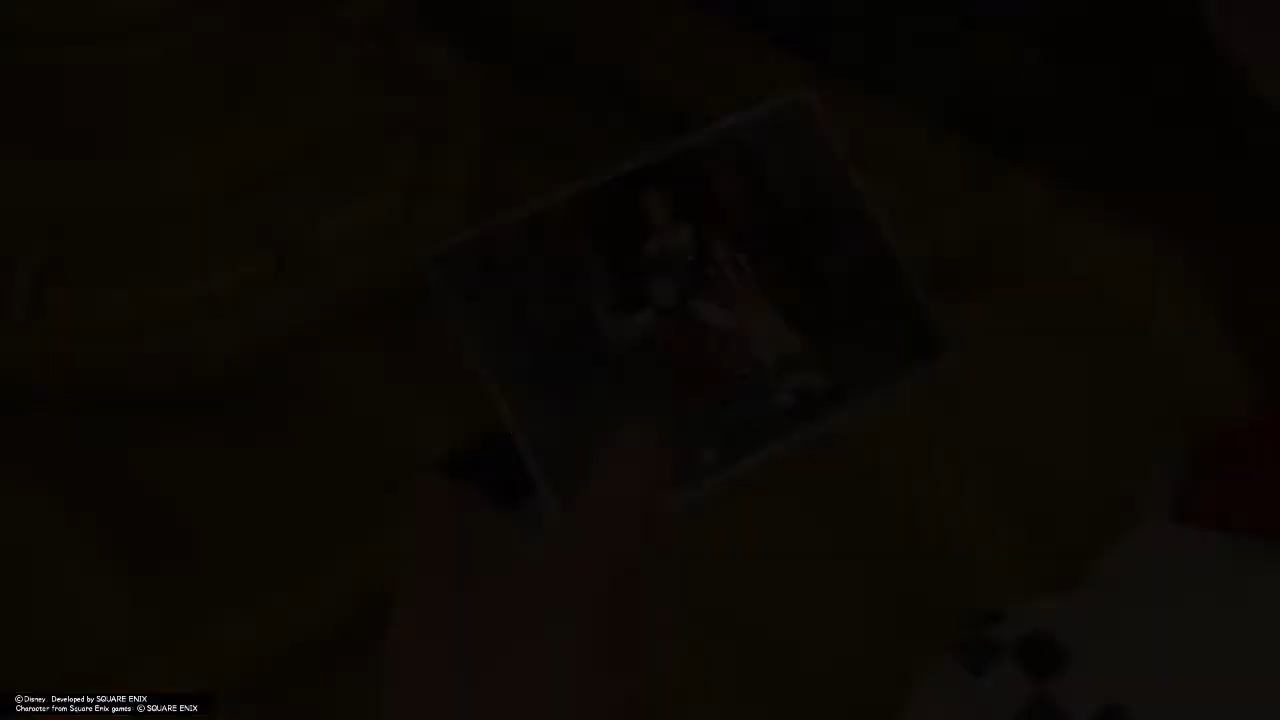 ©Disney. Developed by SQUARE ENIX
Character from Square Enix games: © SQUARE ENIX